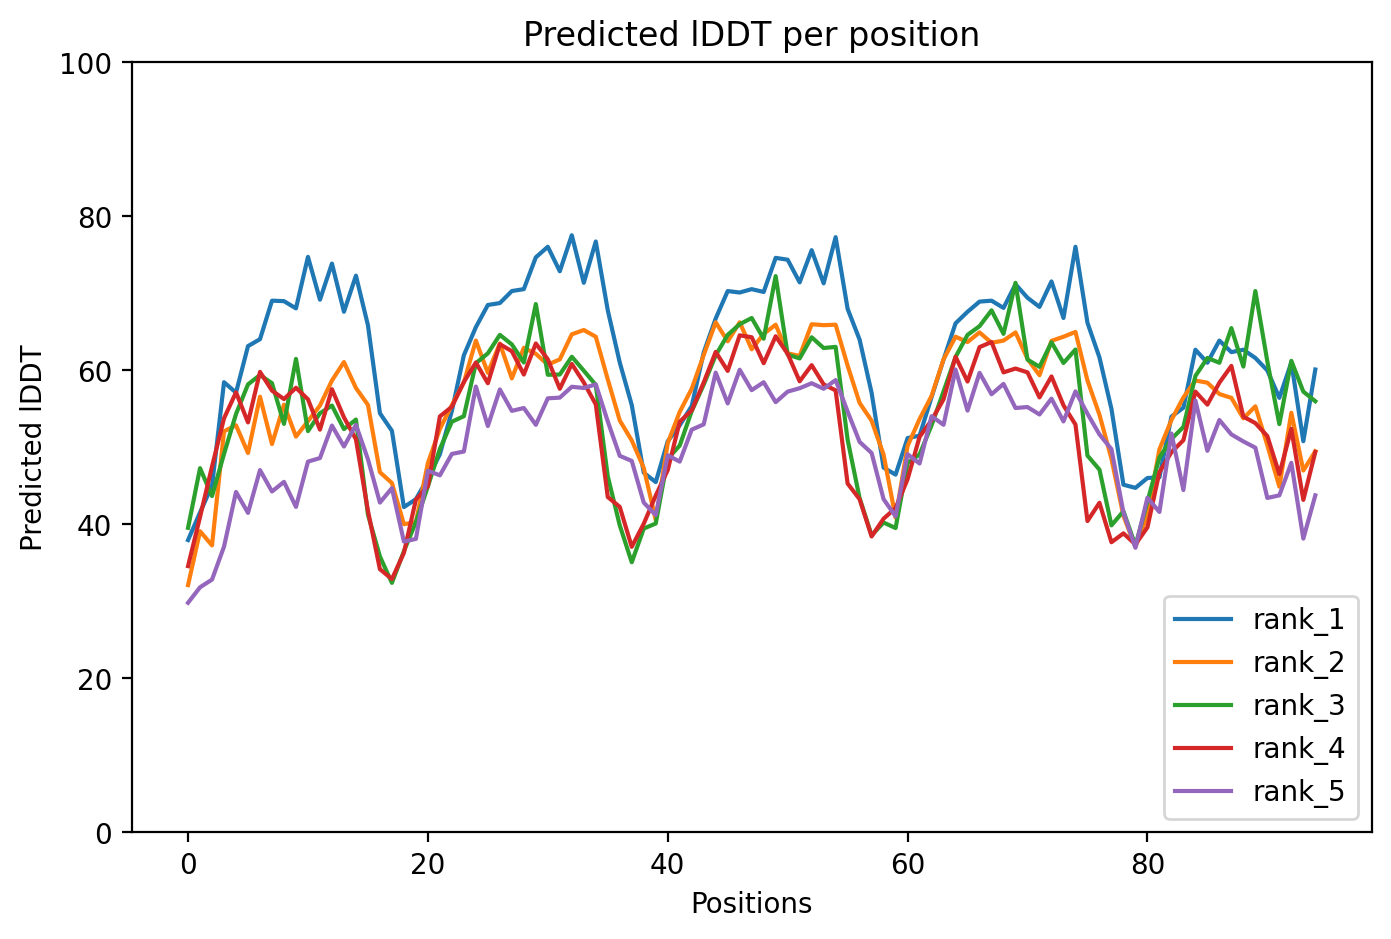 Predicted lDDT per position
100
80
60
40
20
0
Predicted lDDT
0 20 40 60 80
Positions
rank_1
rank_2
rank_3
rank_4
rank_5